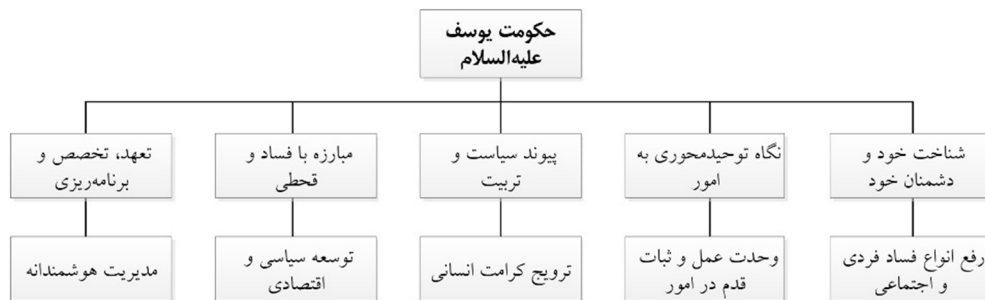 حکومت یوسف
علیه‌السلام
شناخت خود و
دشمنان خود
نگاه توحیدمحوری به
امور
پیوند سیاست و
تربیت
مبارزه با فساد و
قحطی
تعهد، تخصص و
برنامه‌ریزی
رفع انواع فساد فردی
و اجتماعی
وحدت عمل و ثبات
قدم در امور
ترویج کرامت انسانی
توسعه سیاسی و
اقتصادی
مدیریت هوشمندانه